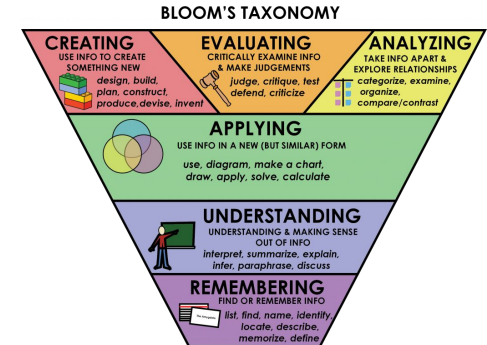 BLOOM'S TAXONOMY
CREATING
USE INFO TO CREATE
SOMETHING NEW
design, build,
plan, construct,
produce,devise, invent
EVALUATING
CRITICALLY EXAMINE INFO
& MAKE JUDGEMENTS
judge, critique, test
defend, criticize
ANALYZING
TAKE INFO APART &
EXPLORE RELATIONSHIPS
categorize, examine,
organize,
compare/contrast
APPLYING
USE INFO IN A NEW (BUT SIMILAR) FORM
use, diagram, make a chart,
draw, apply, solve, calculate
UNDERSTANDING
UNDERSTANDING & MAKING SENSE
OUT OF INFO
interpret, summarize, explain,
infer, paraphrase, discuss
REMEMBERING
FIND OR REMEMBER INFO
list, find, name, identify,
locate, describe,
memorize, define